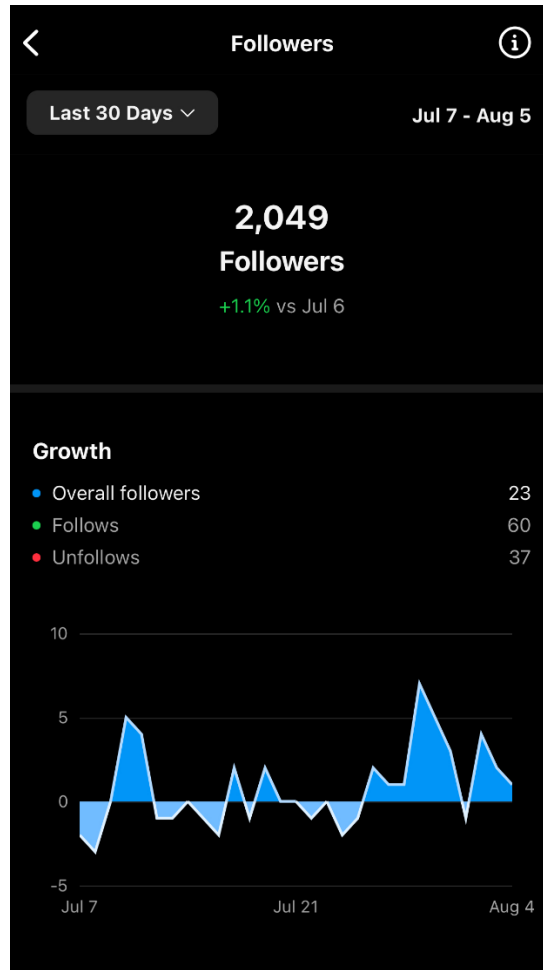 Followers
Last 30 Days
Jul 7 - Aug 5
2,049
Followers
+1.1% vs Jul 6
Growth
Overall followers 23
Follows 60
Unfollows 37
10
5
0
-5
Jul 7 Jul 21 Aug 4